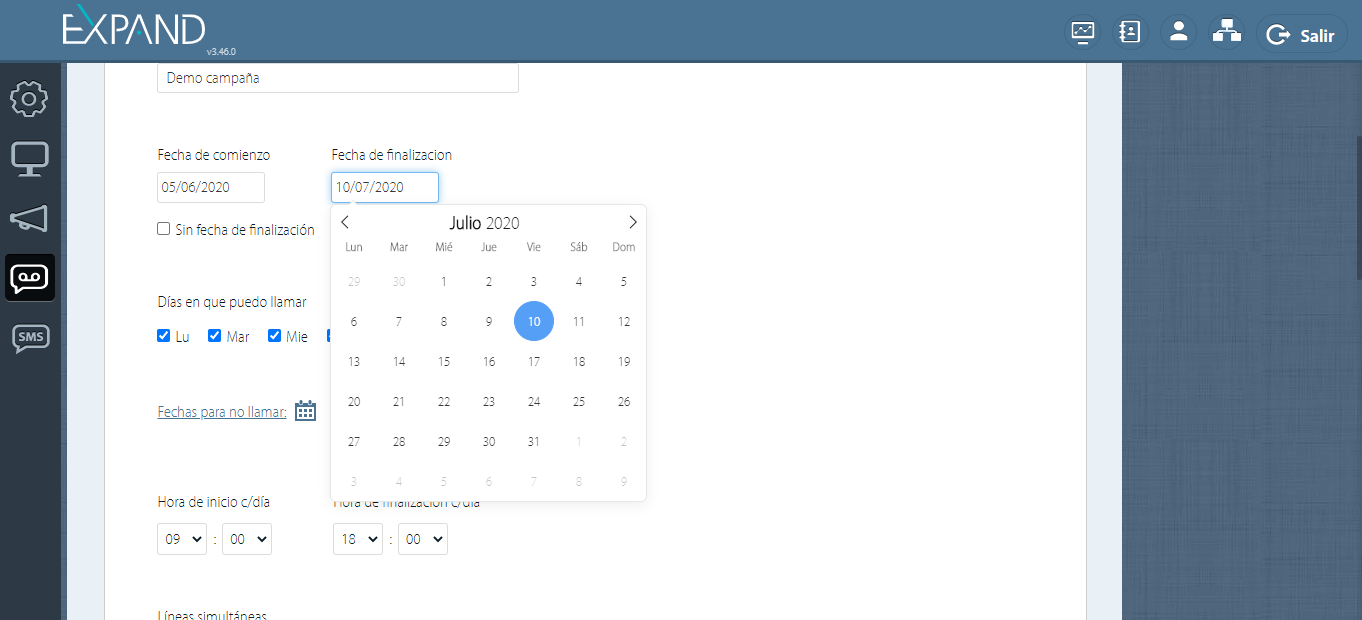 EXPAND
v3.46.0
Salir
Demo campaña
Fecha de comienzo
Fecha de finalizacion
05/06/2020
10/07/2020
Sin fecha de finalización
Julio 2020
Lun Mar Mié Jue Vie Sáb Dom
29 30 1 2 3 4 5
6 7 8 9 10 11 12
13 14 15 16 17 18 19
20 21 22 23 24 25 26
27 28 29 30 31 1 2
3 4 5 6 7 8 9
Días en que puedo llamar
Lu Mar Mie
Fechas para no llamar:
SMS
Hora de inicio c/día
Hora de finalización c/día
09 : 00
18 : 00
Líneas simultáneas